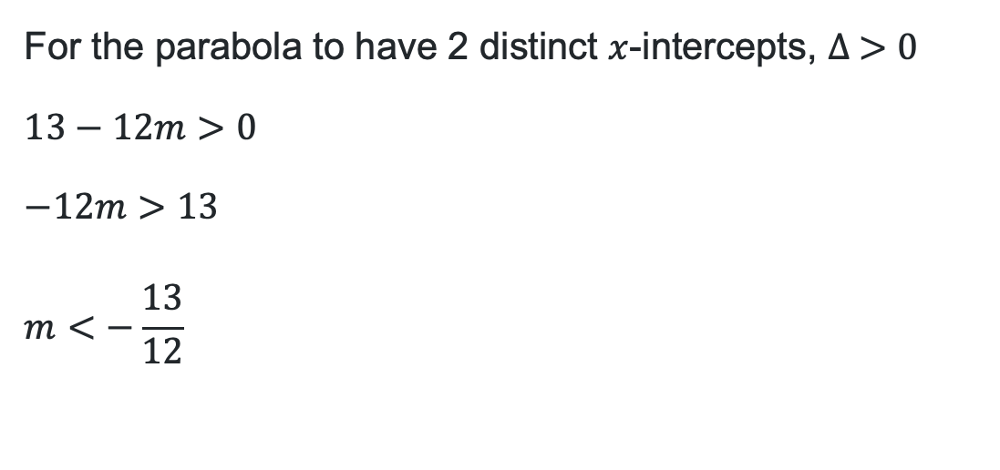 For the parabola to have 2 distinct x-intercepts, Δ > 0
13 − 12m > 0
−12m > 13
m < −13/12